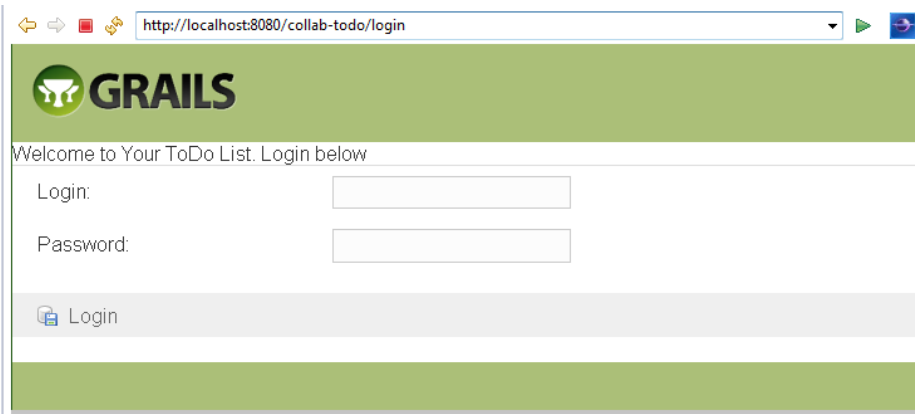 http://localhost:8080/collab-todo/login
GRAILS
Welcome to Your ToDo List. Login below
Login:
Password:
Login